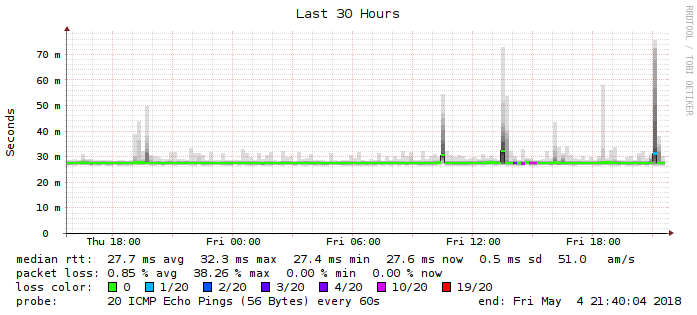 Last 30 Hours
RRDTOOL / TOBI OETIKER
Seconds
70 m
60 m
50 m
40 m
30 m
20 m
10 m
0
Thu 18:00 Fri 00:00 Fri 06:00 Fri 12:00 Fri 18:00
median rtt: 27.7 ms avg 32.3 ms max 27.4 ms min 27.6 ms now 0.5 ms sd 51.0 am/s
packet loss: 0.85 % avg 38.26 % max 0.00 % min 0.00 % now
loss color: 0 1/20 2/20 3/20 4/20 10/20 19/20
probe: 20 ICMP Echo Pings (56 Bytes) every 60s end: Fri May 4 21:40:04 2018